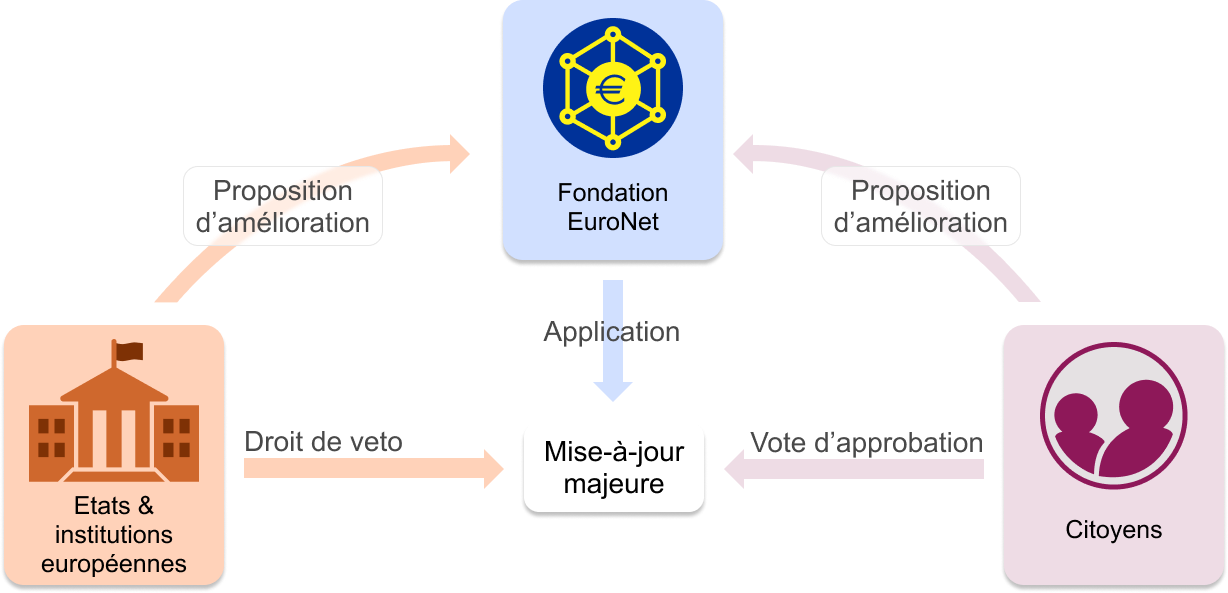 €
Fondation
EuroNet
Proposition
d’amélioration
Proposition
d’amélioration
Application
Droit de veto
Vote d’approbation
Mise-à-jour
majeure
Etats &
institutions
européennes
Citoyens